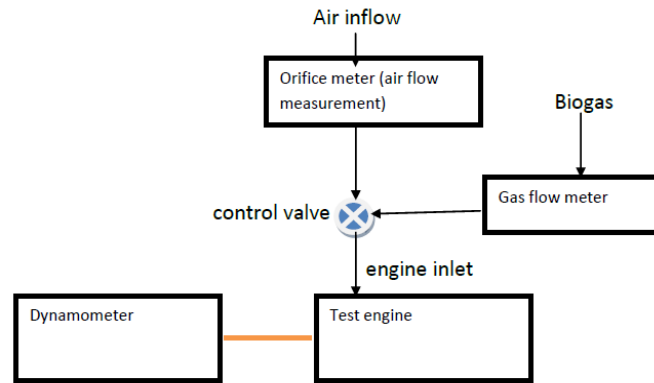 Air inflow
Orifice meter (air flow
measurement)
Biogas
Gas flow meter
control valve
engine inlet
Dynamometer
Test engine